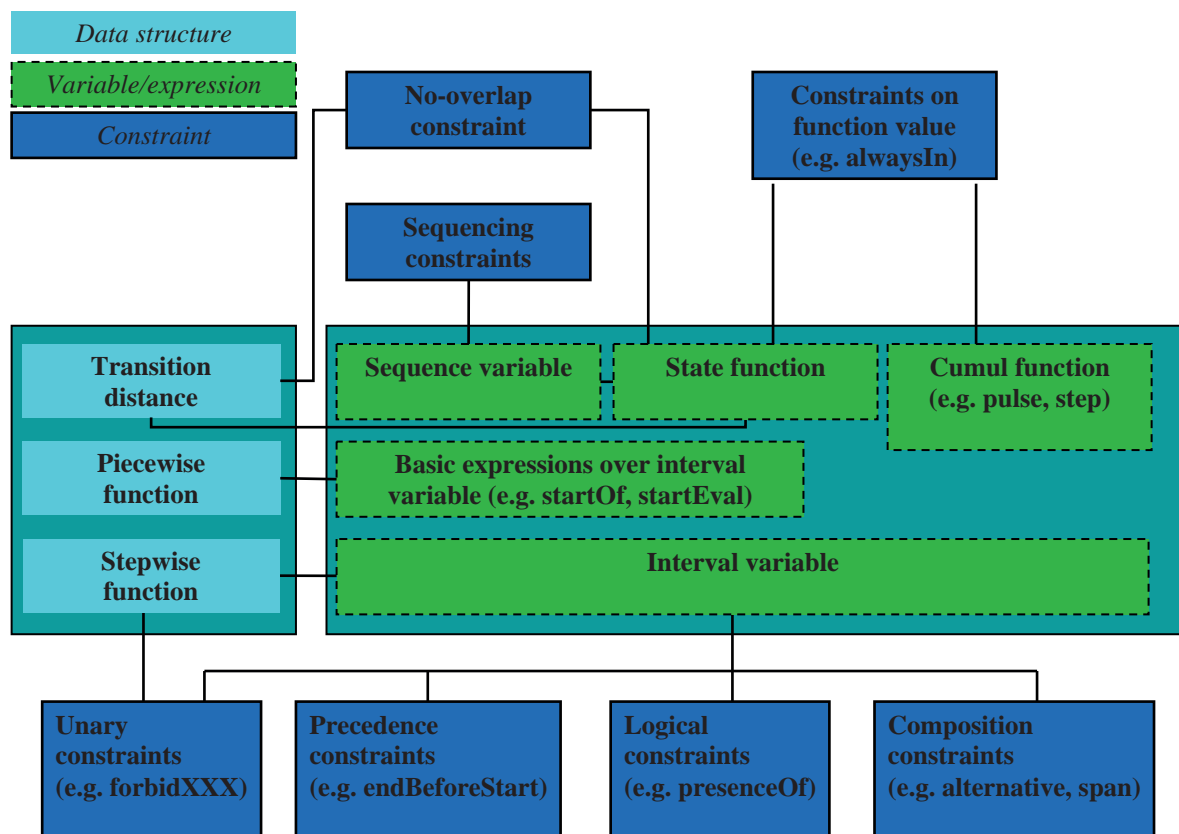 Data structure
Variable/expression
Constraint
No-overlap
constraint
Constraints on
function value
(e.g. alwaysIn)
Sequencing
constraints
Transition
distance
Sequence variable
State function
Cumul function
(e.g. pulse, step)
Piecewise
function
Basic expressions over interval
variable (e.g. startOf, startEval)
Stepwise
function
Interval variable
Unary
constraints
(e.g. forbidXXX)
Precedence
constraints
(e.g. endBeforeStart)
Logical
constraints
(e.g. presenceOf)
Composition
constraints
(e.g. alternative, span)